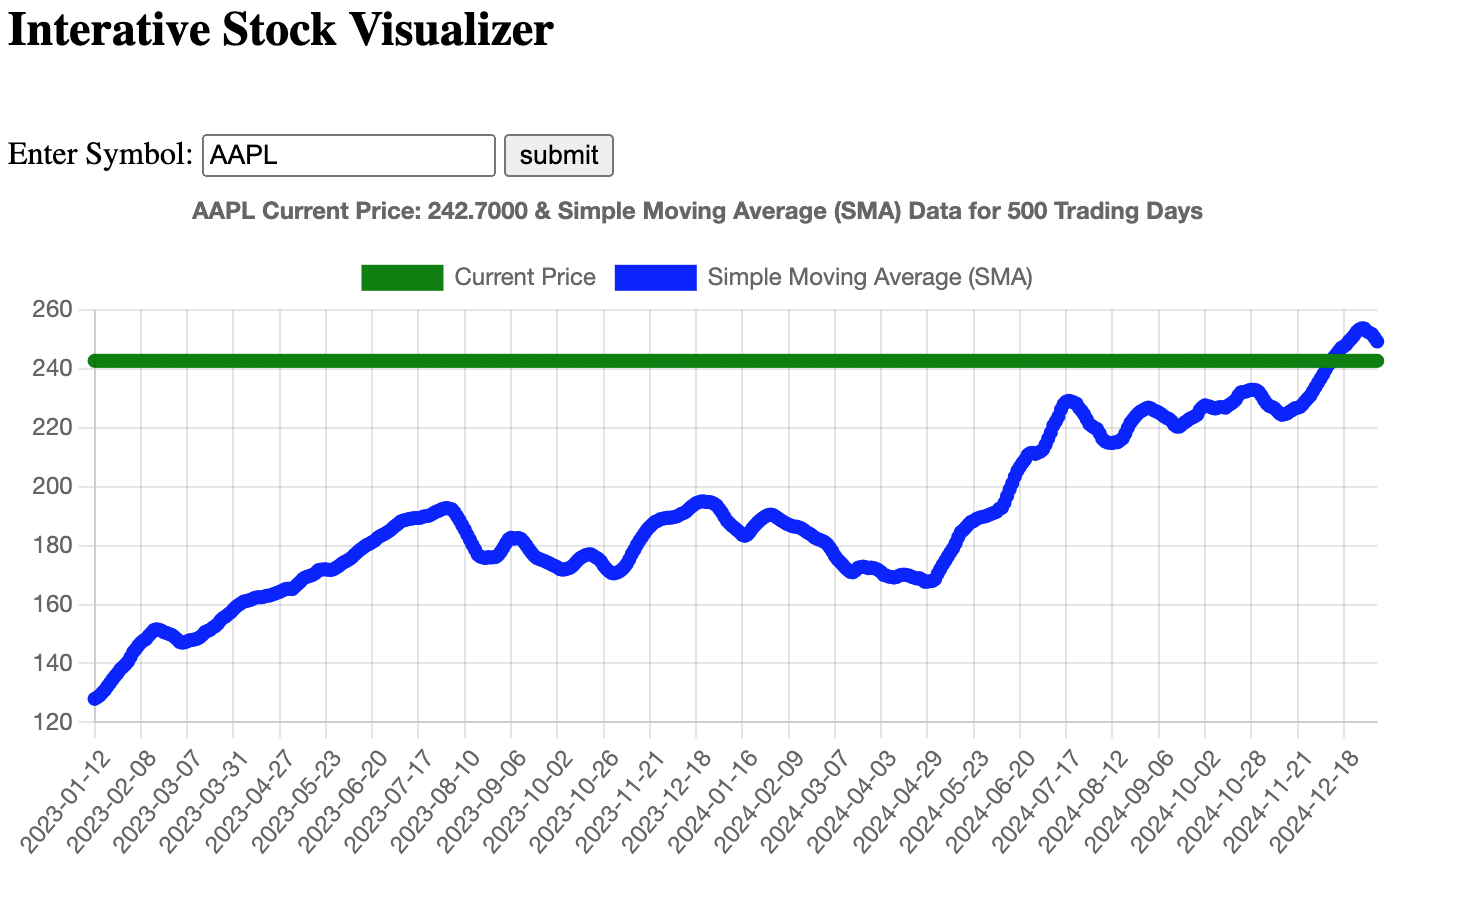 Interative Stock Visualizer
Enter Symbol: AAPL submit
AAPL Current Price: 242.7000 & Simple Moving Average (SMA) Data for 500 Trading Days
Current Price Simple Moving Average (SMA)
260
240
220
200
180
160
140
120
2023-01-12 2023-02-08 2023-03-07 2023-03-31 2023-04-27 2023-05-23 2023-06-20 2023-07-17 2023-08-10 2023-09-06 2023-10-02 2023-10-26 2023-11-21 2023-12-18 2024-01-16 2024-02-09 2024-03-07 2024-04-03 2024-04-29 2024-05-23 2024-06-20 2024-07-17 2024-08-12 2024-09-06 2024-10-02 2024-10-28 2024-11-21 2024-12-18